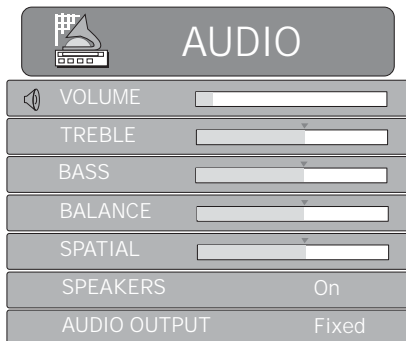 AUDIO
VOLUME
TREBLE
BASS
BALANCE
SPATIAL
SPEAKERS On
AUDIO OUTPUT Fixed